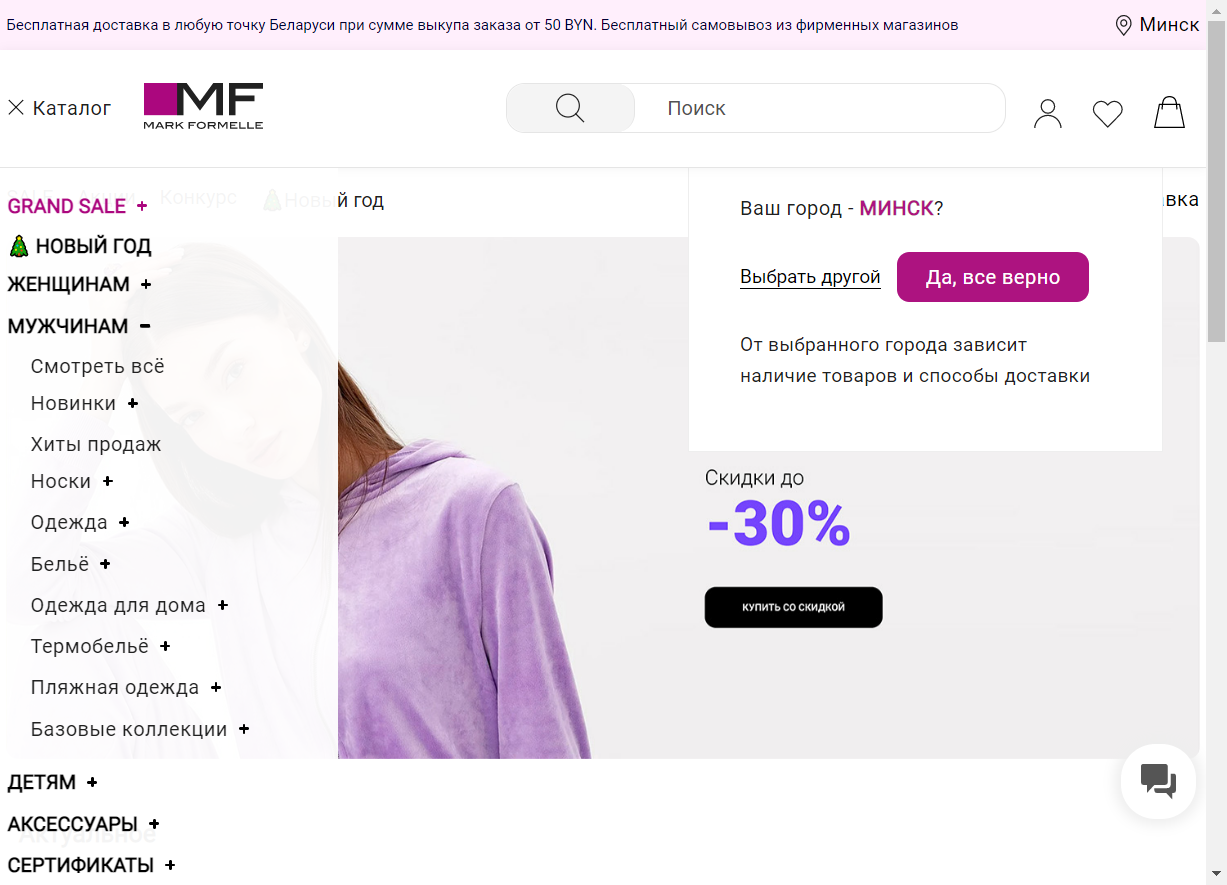 Бесплатная доставка в любую точку Беларуси при сумме выкупа заказа от 50 BYN. Бесплатный самовывоз из фирменных магазинов
Минск
Каталог
MF
MARK FORMELLE
Поиск
Конкурс
Новый год
GRAND SALE +
НОВЫЙ ГОД
ЖЕНЩИНАМ +
МУЖЧИНАМ –
Смотреть всё
Новинки +
Хиты продаж
Носки +
Одежда +
Бельё +
Одежда для дома +
Термобельё +
Пляжная одежда +
Базовые коллекции +
ДЕТЯМ +
АКСЕССУАРЫ +
Актуальное
СЕРТИФИКАТЫ +
Ваш город - МИНСК?
Выбрать другой
Да, все верно
От выбранного города зависит
наличие товаров и способы доставки
Скидки до
-30%
КУПИТЬ СО СКИДКОЙ